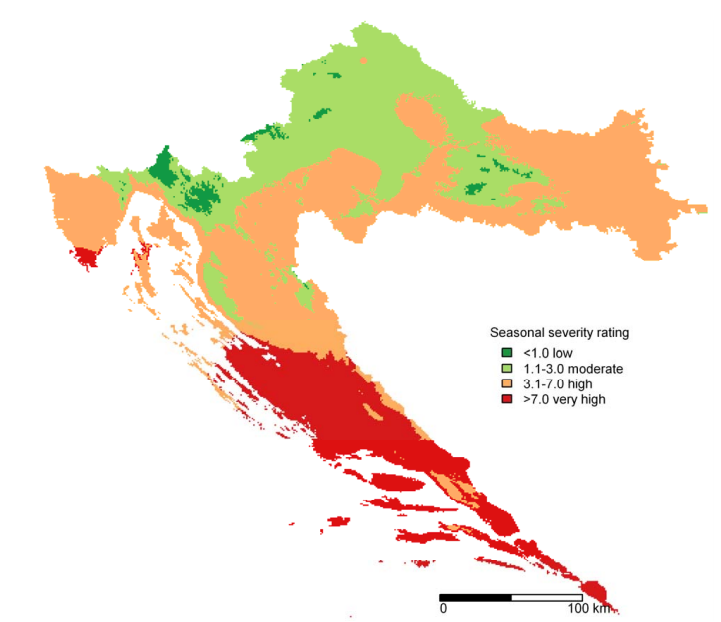 Seasonal severity rating
<1.0 low
1.1-3.0 moderate
3.1-7.0 high
>7.0 very high
0 100 km